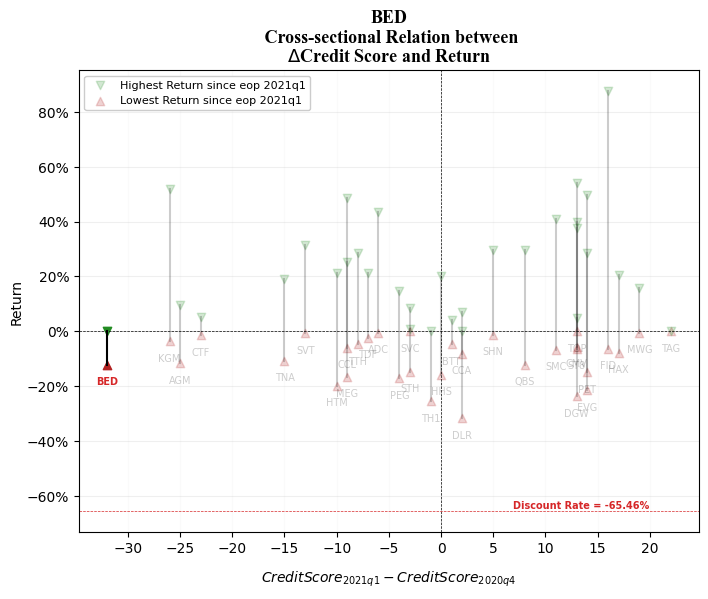 BED
Cross-sectional Relation between
ΔCredit Score and Return
Highest Return since eop 2021q1
Lowest Return since eop 2021q1
Return
80%
60%
40%
20%
0%
−20%
−40%
−60%
BED
KGM
AGM
CTF
TNA
SVT
HTM
CCL
MEG
ITH
ADC
PEG
SVC
STH
TH1
HHS
BTT
CCA
DLR
SHN
QBS
SMC
DGW
EVG
FID
HAX
MWG
TAG
Discount Rate = -65.46%
−30
−25
−20
−15
−10
−5
0
5
10
15
20
CreditScore2021q1 − CreditScore2020q4